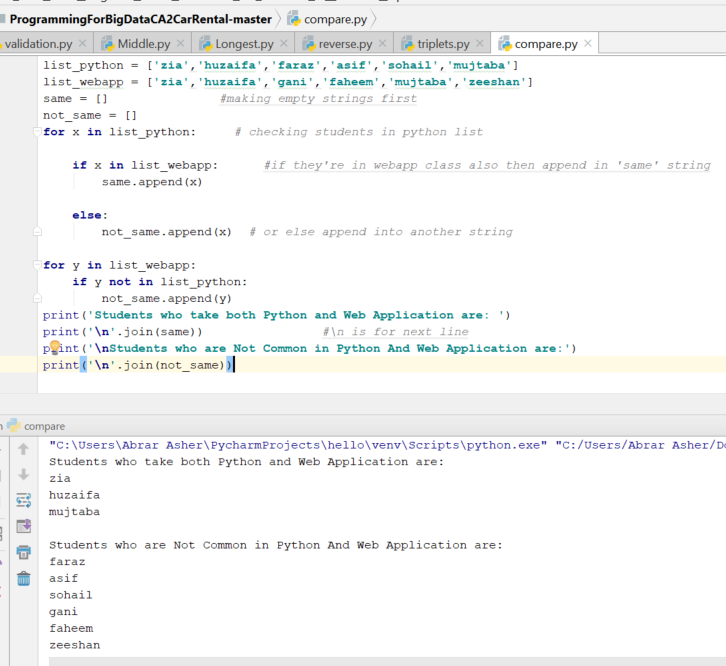 ProgrammingForBigDataCA2CarRental-master compare.py
validation.py Middle.py Longest.py reverse.py triplets.py compare.py
list_python = ['zia','huzaifa','faraz','asif','sohail','mujtaba']
list_webapp = ['zia','huzaifa','gani','faheem','mujtaba','zeeshan']
same = [] #making empty strings first
not_same = []
for x in list_python: # checking students in python list
if x in list_webapp: #if they're in webapp class also then append in 'same' string
same.append(x)
else:
not_same.append(x) # or else append into another string
for y in list_webapp:
if y not in list_python:
not_same.append(y)
print('Students who take both Python and Web Application are: ')
print('\n'.join(same)) #\n is for next line
print('\nStudents who are Not Common in Python And Web Application are:')
print('\n'.join(not_same))
compare
"C:\Users\Abrar Asher\PycharmProjects\hello\venv\Scripts\python.exe" "C:/Users/Abrar Asher/Do
Students who take both Python and Web Application are:
zia
huzaifa
mujtaba
Students who are Not Common in Python And Web Application are:
faraz
asif
sohail
gani
faheem
zeeshan